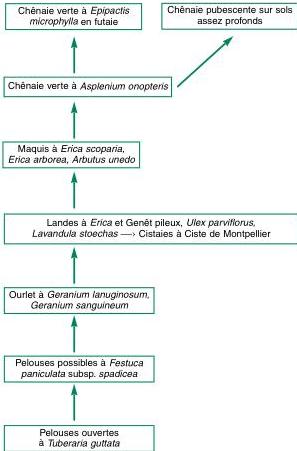 Chênaie verte à Epipactis
microphylla en futaie
Chênaie pubescente sur sols
assez profonds
Chênaie verte à Asplenium onopteris
Maquis à Erica scoparia,
Erica arborea, Arbutus unedo
Landes à Erica et Genêt pileux, Ulex parviflorus,
Lavandula stoechas —› Cistaies à Ciste de Montpellier
Ourlet à Geranium lanuginosum,
Geranium sanguineum
Pelouses possibles à Festuca
paniculata subsp. spadicea
Pelouses ouvertes
à Tuberaria guttata